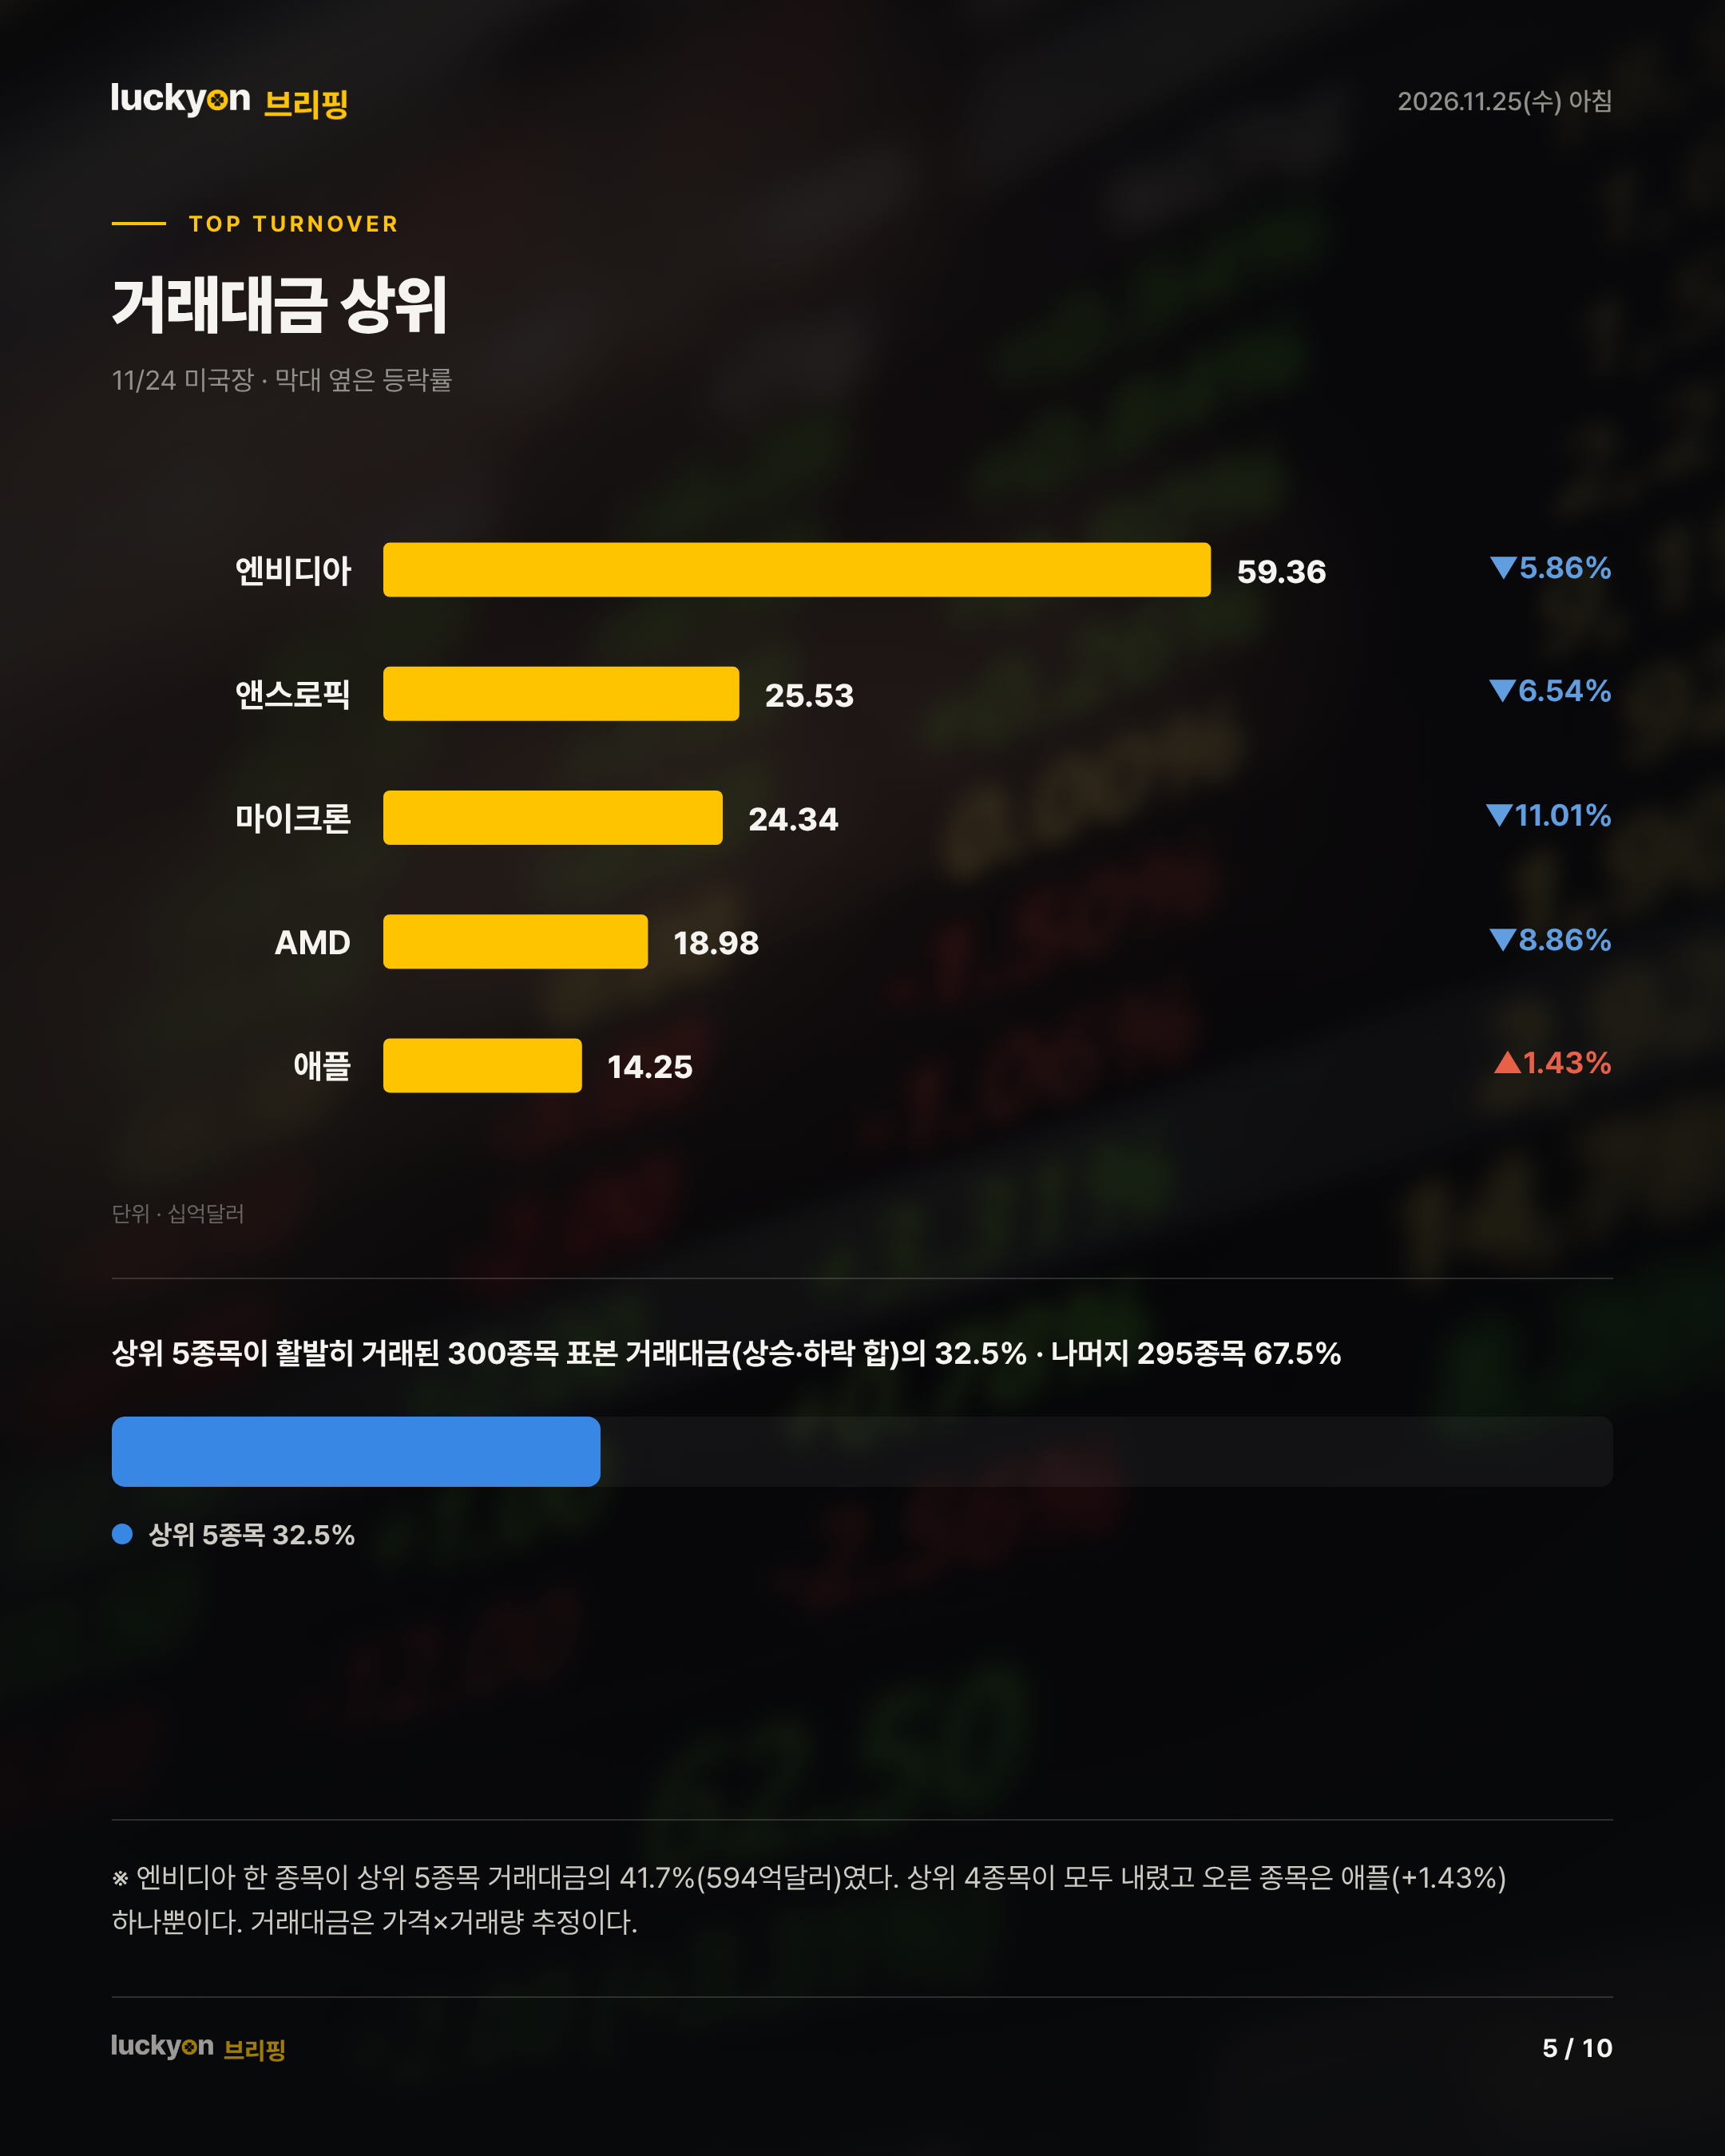 luckyon 브리핑
2026.11.25(수) 아침
TOP TURNOVER
거래대금 상위
11/24 미국장 · 막대 옆은 등락률
엔비디아 59.36 ▼5.86%
앤스로픽 25.53 ▼6.54%
마이크론 24.34 ▼11.01%
AMD 18.98 ▼8.86%
애플 14.25 ▲1.43%
단위 · 십억달러
상위 5종목이 활발히 거래된 300종목 표본 거래대금(상승·하락 합)의 32.5% · 나머지 295종목 67.5%
상위 5종목 32.5%
※ 엔비디아 한 종목이 상위 5종목 거래대금의 41.7%(594억달러)였다. 상위 4종목이 모두 내렸고 오른 종목은 애플(+1.43%)
하나뿐이다. 거래대금은 가격×거래량 추정이다.
luckyon 브리핑
5 / 10